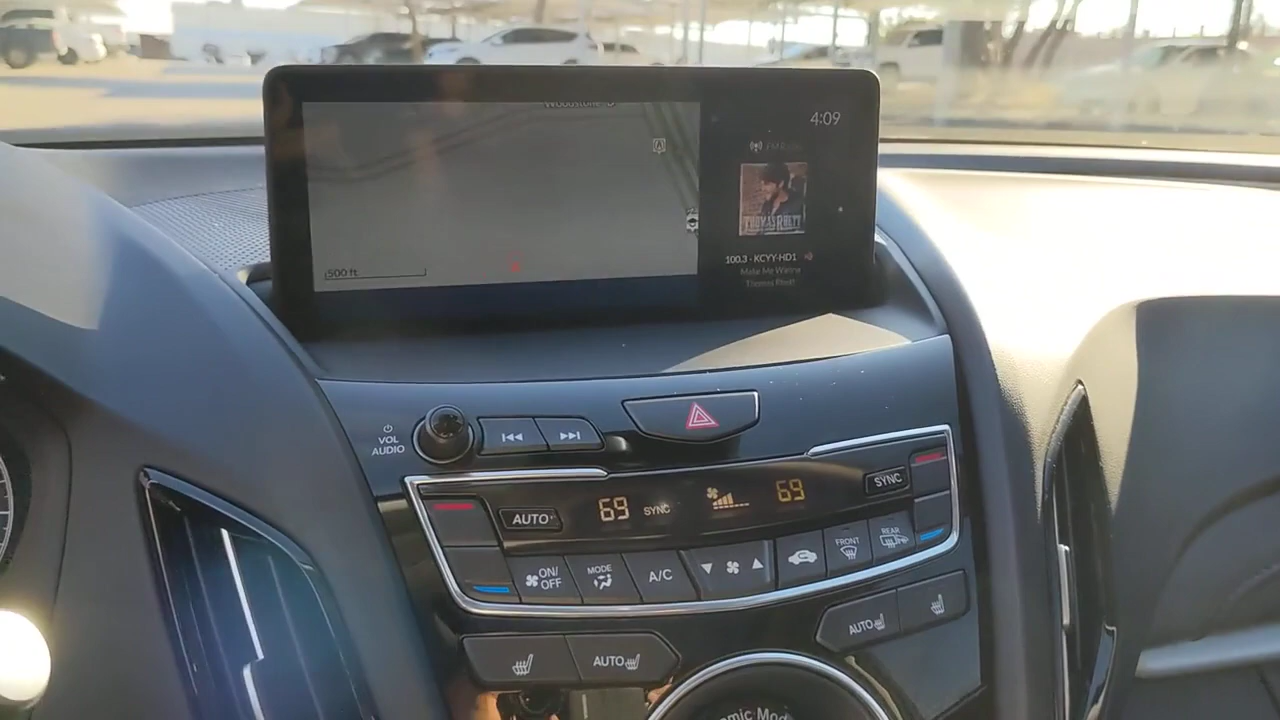 4:09
FM Radio
THOMAS RHETT
500 ft
100.3 - KCYY-HD1
Make Me Wanna
Thomas Rhett
VOL
AUDIO
69
SYNC
69
SYNC
AUTO
ON/
OFF
MODE
A/C
FRONT
REAR
AUTO
AUTO